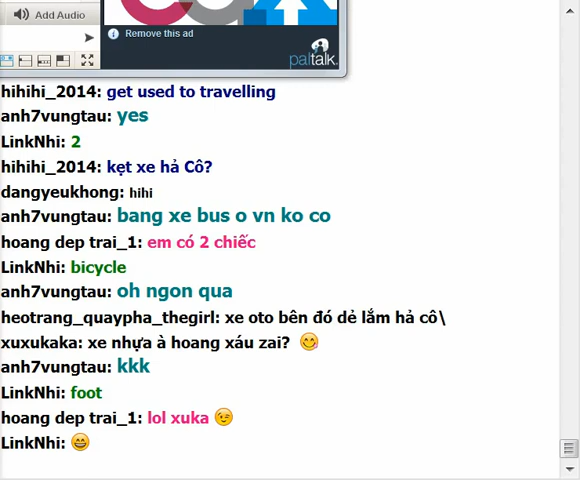 Add Audio
Remove this ad
paltalk
hihihi_2014: get used to travelling
anh7vungtau: yes
LinkNhi: 2
hihihi_2014: kẹt xe hả Cô?
dangyeukhong: hihi
anh7vungtau: bang xe bus o vn ko co
hoang dep trai_1: em có 2 chiếc
LinkNhi: bicycle
anh7vungtau: oh ngon qua
heotrang_quaypha_thegirl: xe oto bên đó dẻ lắm hả cô\
xuxukaka: xe nhựa à hoang xáu zai? 😋
anh7vungtau: kkk
LinkNhi: foot
hoang dep trai_1: lol xuka 😉
LinkNhi: 😄